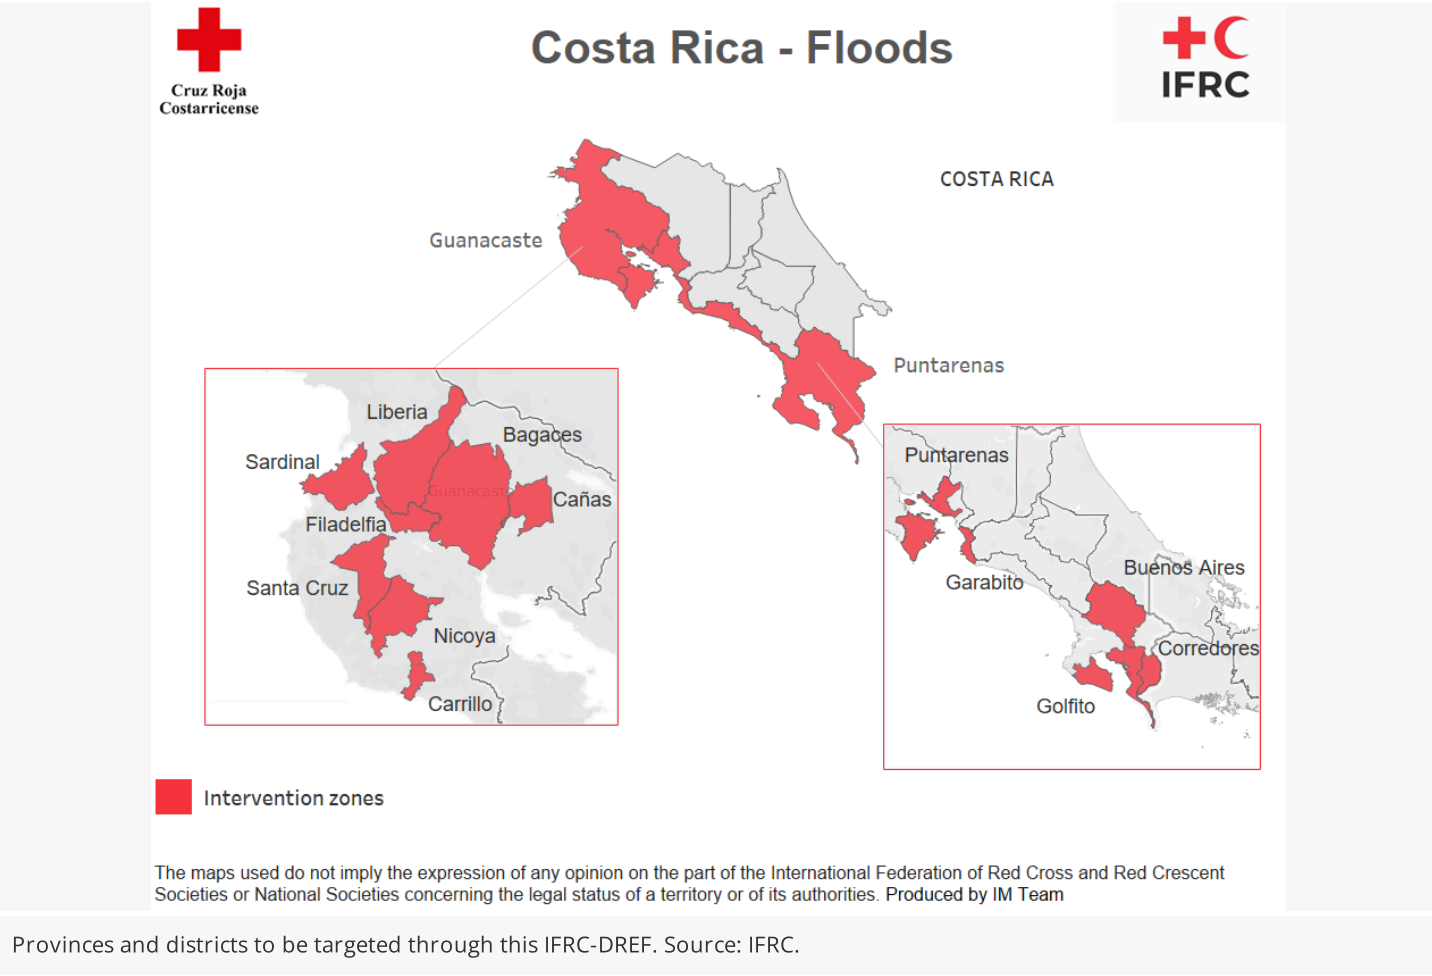 Cruz Roja
Costarricense
Costa Rica - Floods
IFRC
COSTA RICA
Guanacaste
Puntarenas
Liberia
Bagaces
Sardinal
Guanacaste
Cañas
Filadelfia
Santa Cruz
Nicoya
Carrillo
Puntarenas
Garabito
Buenos Aires
Corredores
Golfito
Intervention zones
The maps used do not imply the expression of any opinion on the part of the International Federation of Red Cross and Red Crescent
Societies or National Societies concerning the legal status of a territory or of its authorities. Produced by IM Team
Provinces and districts to be targeted through this IFRC-DREF. Source: IFRC.